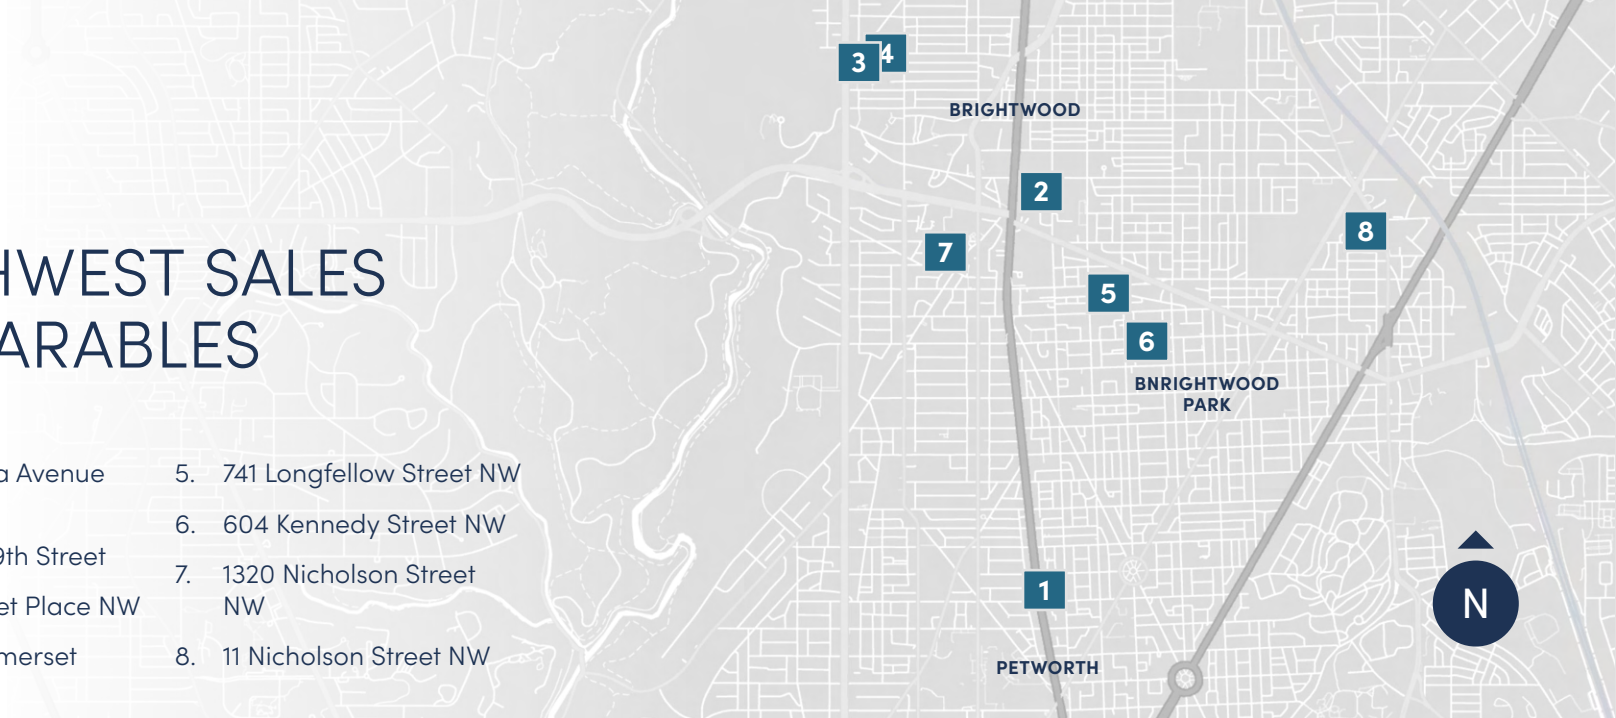 HWEST SALES
ARABLES
a Avenue
9th Street
et Place NW
merset
5. 741 Longfellow Street NW
6. 604 Kennedy Street NW
7. 1320 Nicholson Street
NW
8. 11 Nicholson Street NW
3
4
BRIGHTWOOD
2
7
8
5
6
BNRIGHTWOOD
PARK
1
PETWORTH
N